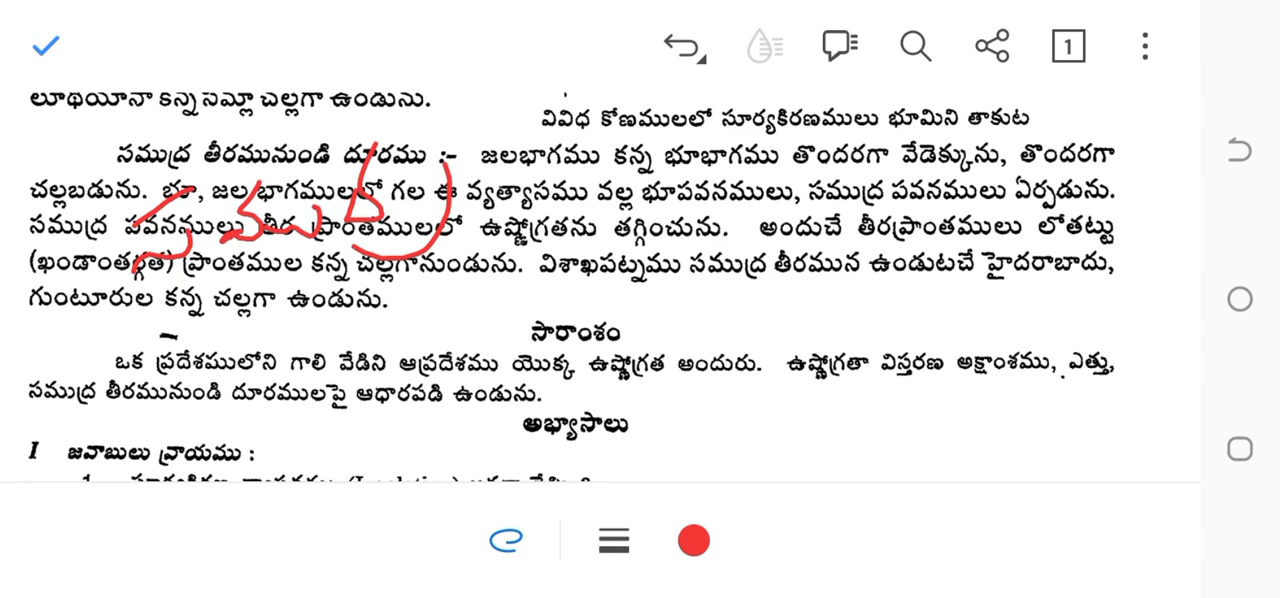 1
కన్న సిమ్లా చల్లగా ఉండును.
వివిధ కోణములలో సూర్యకిరణములు భూమిని తాకుట
సముద్ర తీరమునుండి దూరము :- జలభాగము కన్న భూభాగము తొందరగా వేడెక్కును, తొందరగా
చల్లబడును. భూ, జల భాగములలో గల ఈ వ్యత్యాసము వల్ల భూపవనములు, సముద్ర పవనములు ఏర్పడును.
సముద్ర పవనములు తీర ప్రాంతములలో ఉష్ణోగ్రతను తగ్గించును. అందుచే తీరప్రాంతములు లోతట్టు
(ఖండాంతర్గత) ప్రాంతముల కన్న చల్లగానుండును. విశాఖపట్నము సముద్ర తీరమున ఉండుటచే హైదరాబాదు,
గుంటూరుల కన్న చల్లగా ఉండును.
సారాంశం
ఒక ప్రదేశములోని గాలి వేడిని ఆప్రదేశము యొక్క ఉష్ణోగ్రత అందురు. ఉష్ణోగ్రతా విస్తరణ అక్షాంశము, ఎత్తు,
సముద్ర తీరమునుండి దూరములపై ఆధారపడి ఉండును.
అభ్యాసాలు
I జవాబులు వ్రాయము :